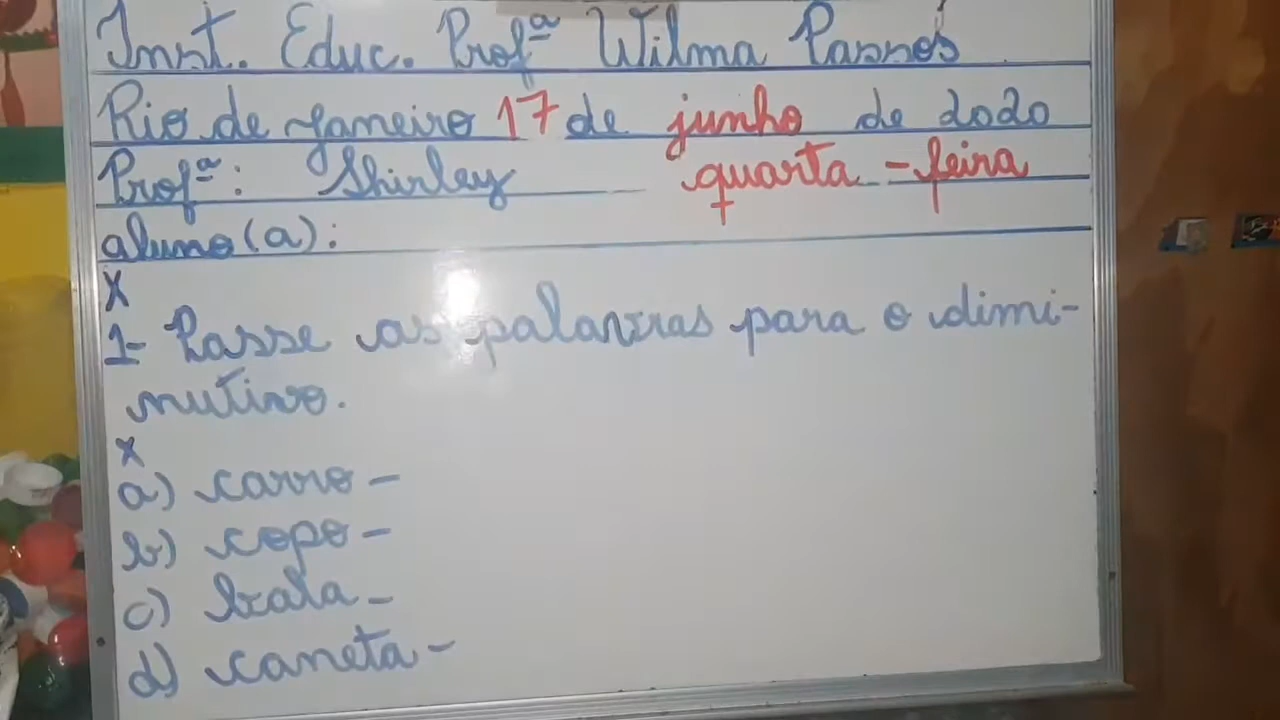 Inst. Educ. Profª Wilma Passos
Rio de Janeiro 17 de junho de 2020
Profª: Shirley quarta-feira
aluno(a):
X
1- Passe as palavras para o dimi-
nutivo.
X
a) carro -
b) copo -
c) bala -
d) caneta -